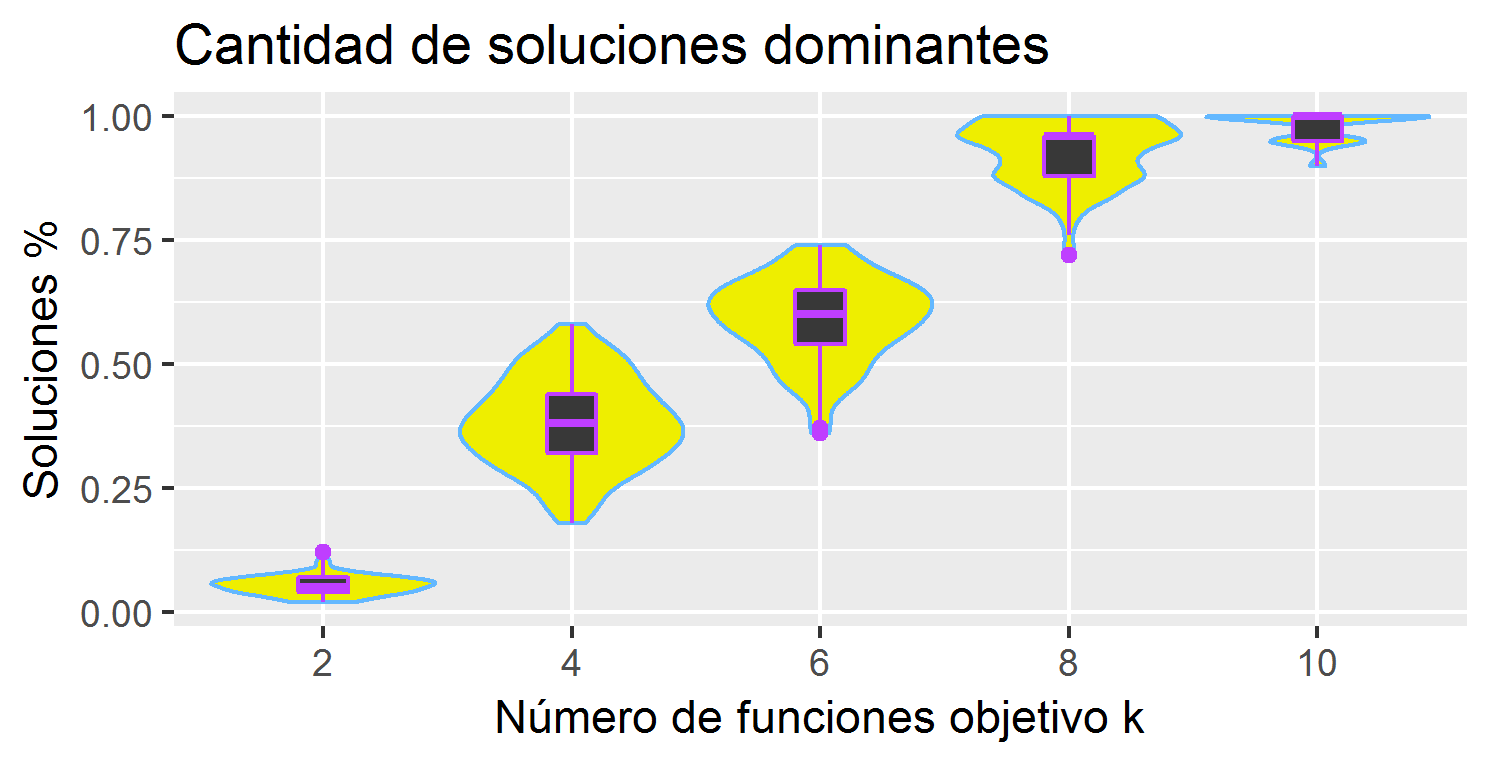 Cantidad de soluciones dominantes
Soluciones %
1.00
0.75
0.50
0.25
0.00
2 4 6 8 10
Número de funciones objetivo k